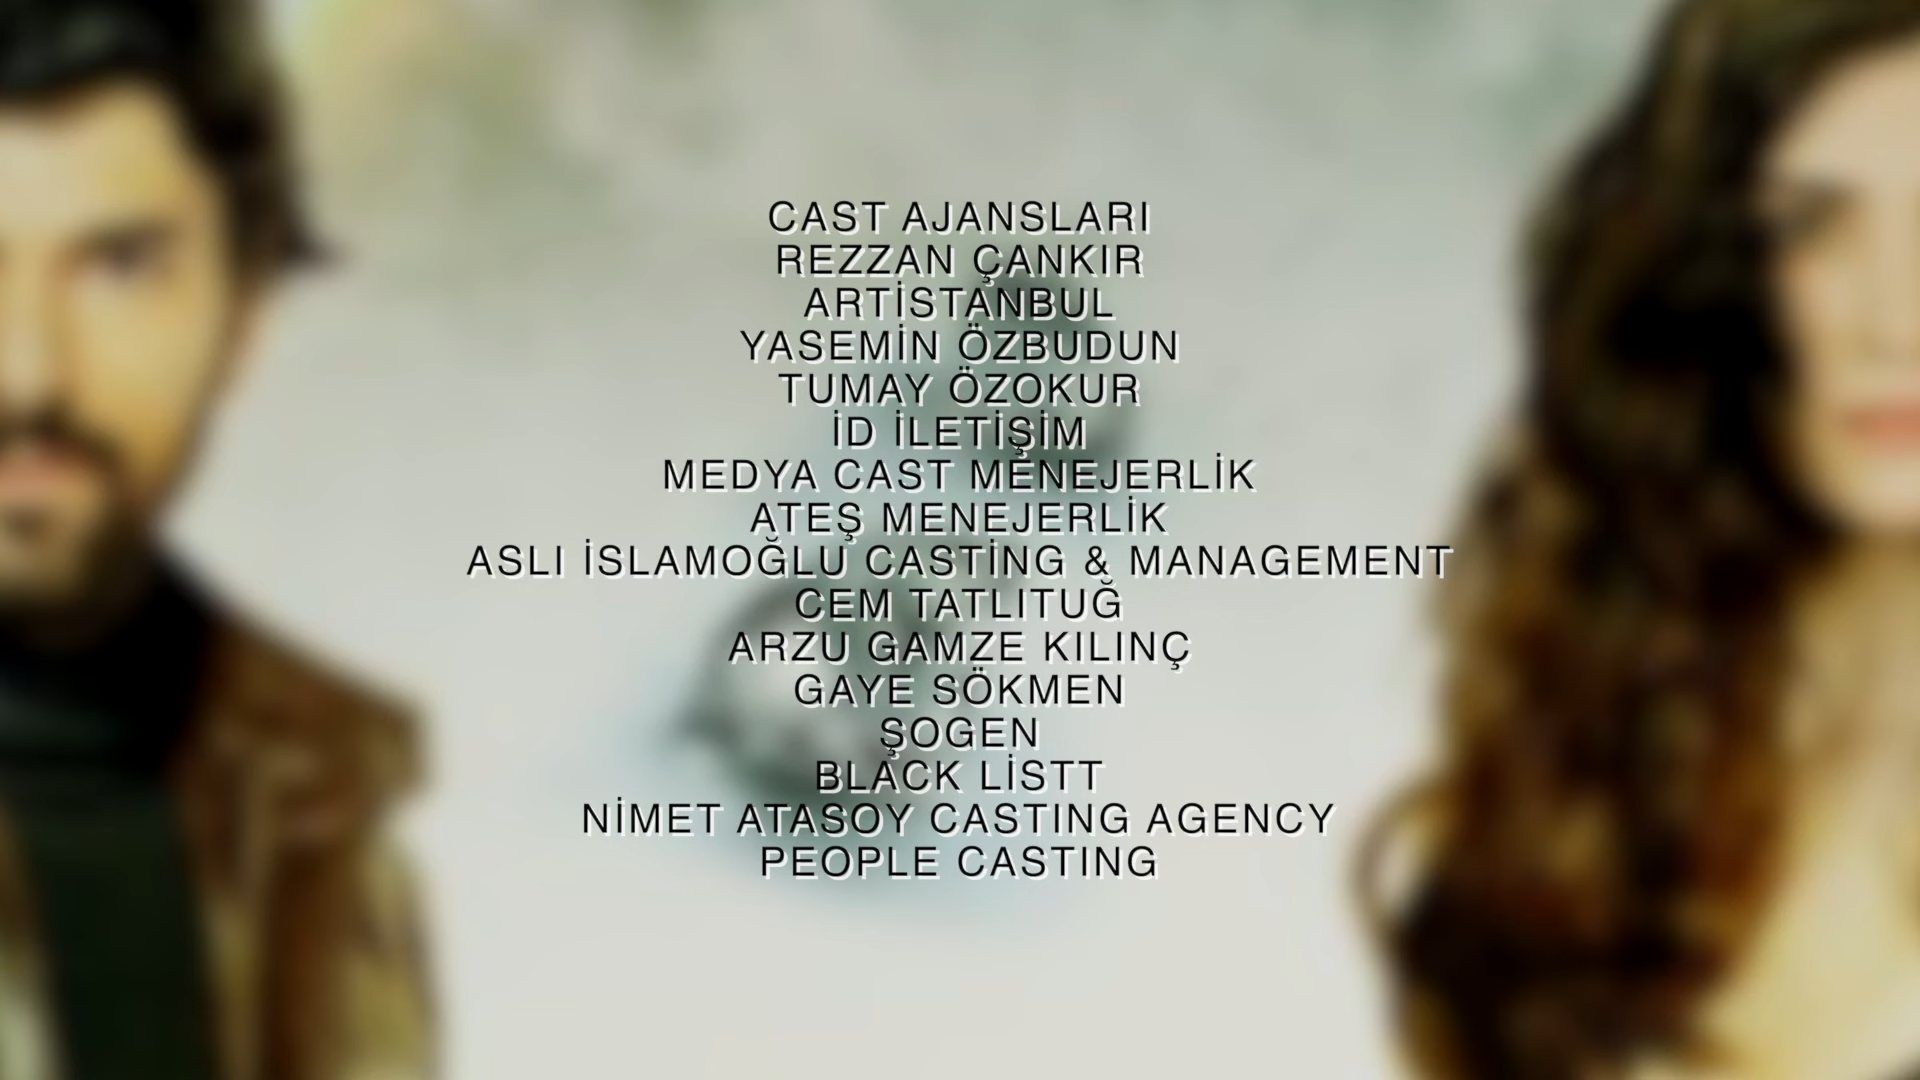 CAST AJANSLARI
REZZAN ÇANKIR
ARTİSTANBUL
YASEMİN ÖZBUDUN
TUMAY ÖZOKUR
İD İLETİŞİM
MEDYA CAST MENEJERLİK
ATEŞ MENEJERLİK
ASLI İSLAMOĞLU CASTİNG & MANAGEMENT
CEM TATLITUĞ
ARZU GAMZE KILINÇ
GAYE SÖKMEN
ŞOGEN
BLACK LİSTT
NİMET ATASOY CASTING AGENCY
PEOPLE CASTING